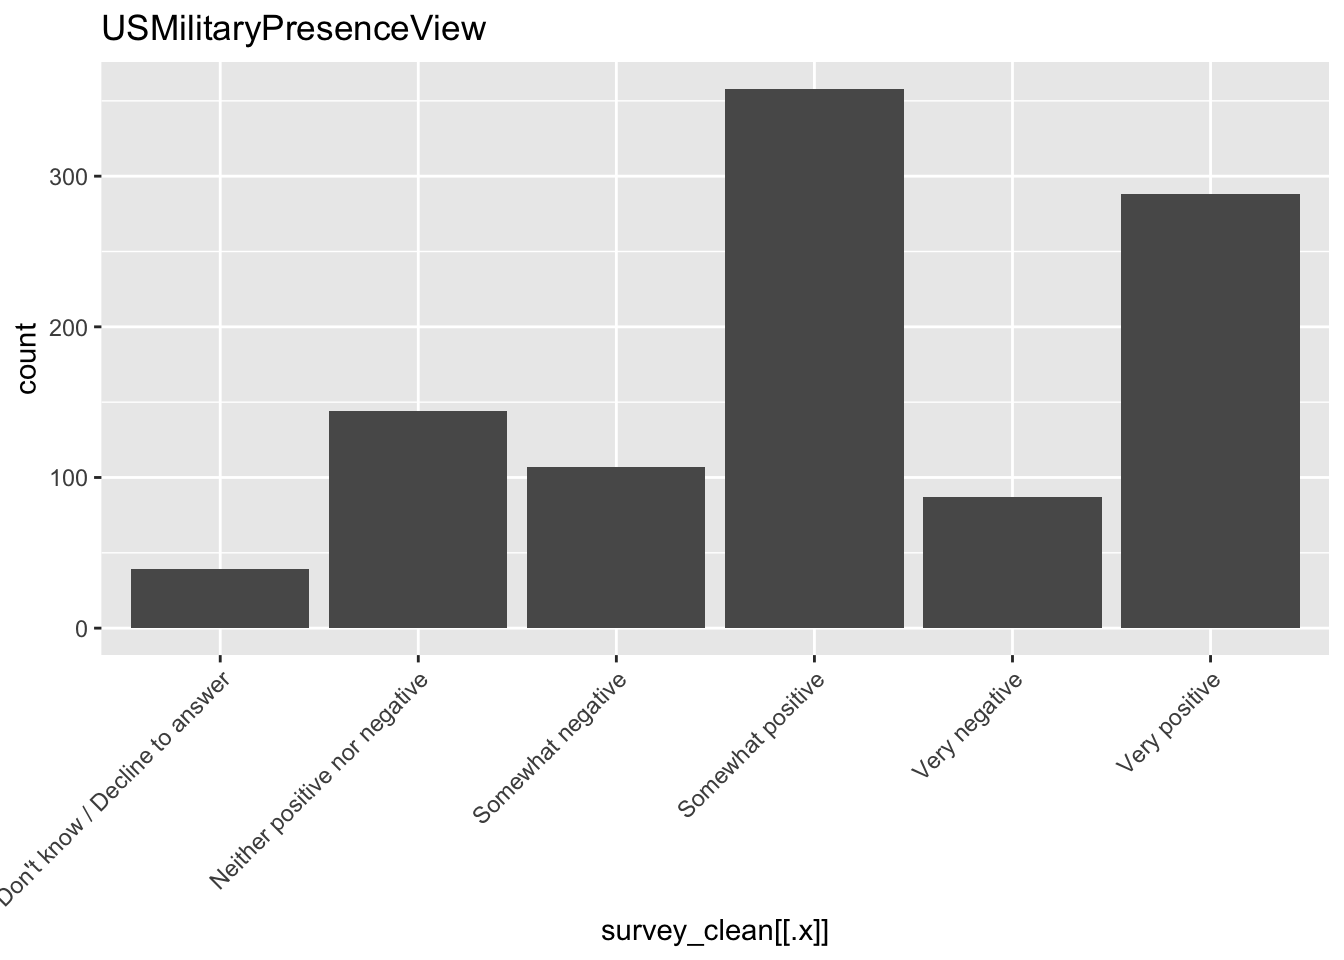 USMilitaryPresenceView
count
300
200
100
0
Don't know / Decline to answer
Neither positive nor negative
Somewhat negative
Somewhat positive
Very negative
Very positive
survey_clean[[.x]]